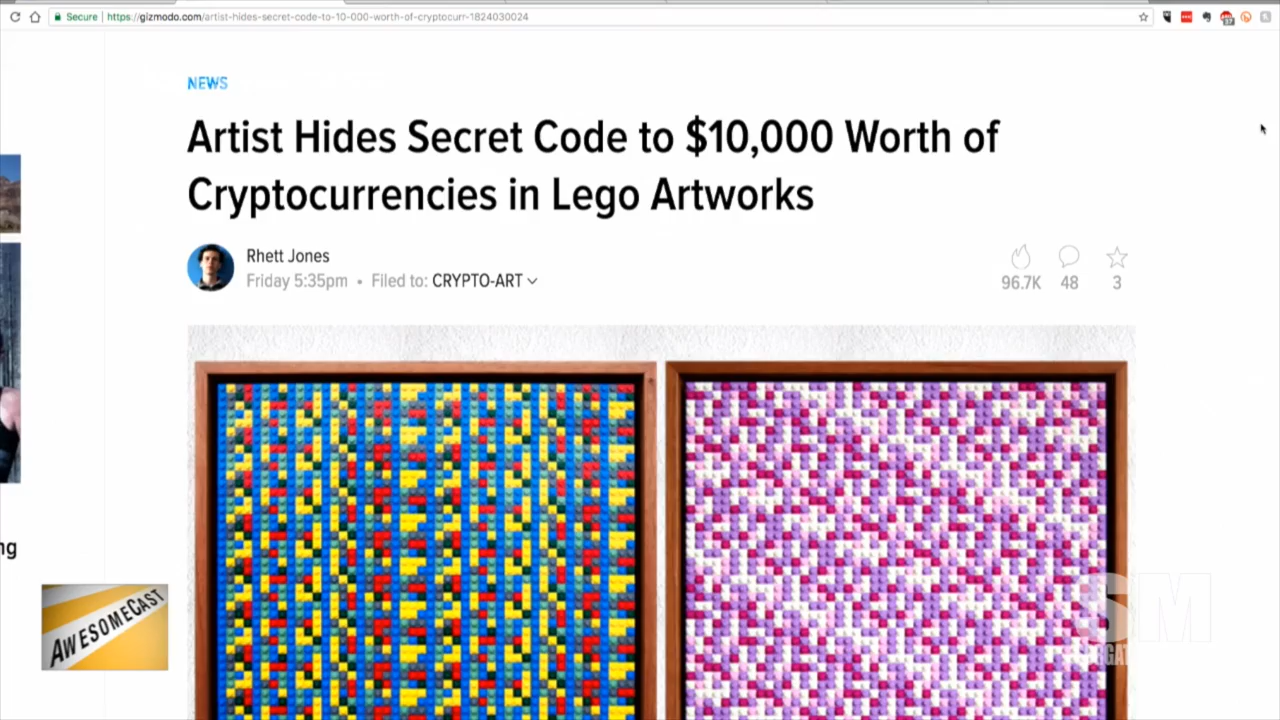 Secure
https://gizmodo.com/artist-hides-secret-code-to-10-000-worth-of-cryptocurr-1824030024
NEWS
Artist Hides Secret Code to $10,000 Worth of
Cryptocurrencies in Lego Artworks
Rhett Jones
Friday 5:35pm • Filed to: CRYPTO-ART
96.7K 48 3
ng
AWESOMECAST
SM